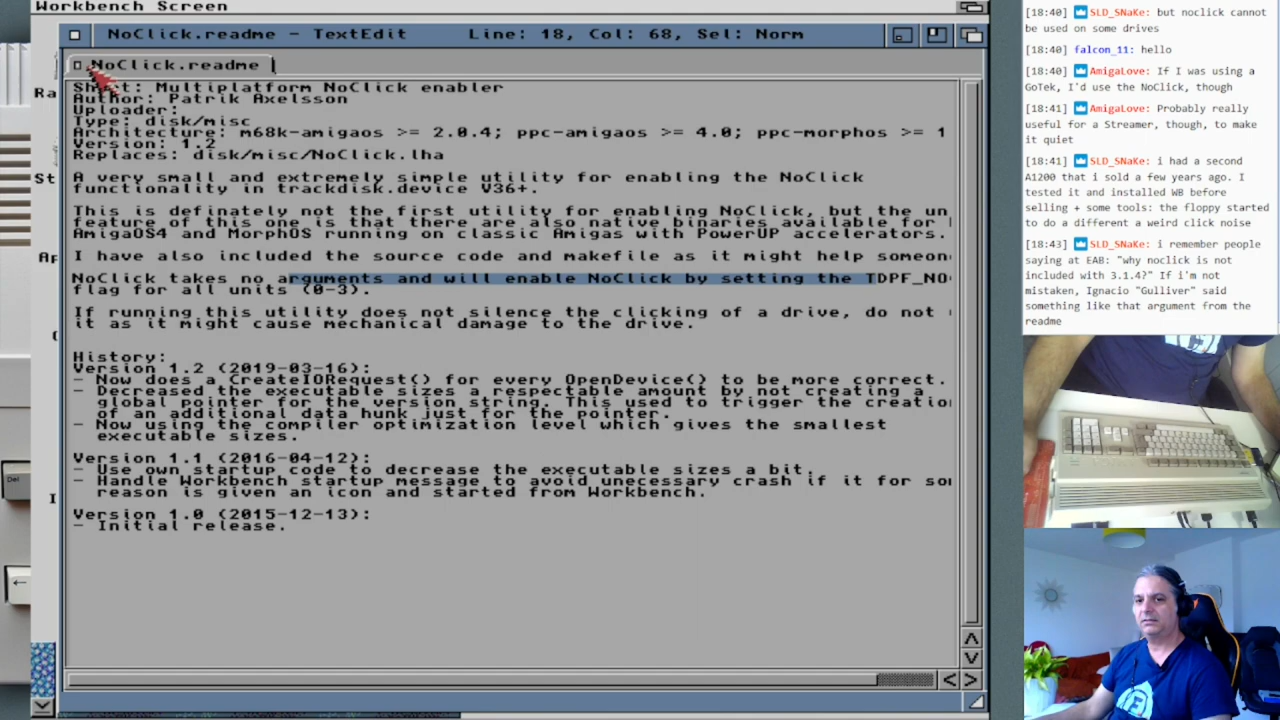 Workbench Screen
NoClick.readme - TextEdit Line: 18, Col: 68, Sel: Norm
NoClick.readme
Short: Multiplatform NoClick enabler
Author: Patrik Axelsson
Uploader:
Type: disk/misc
Architecture: m68k-amigaos >= 2.0.4; ppc-amigaos >= 4.0; ppc-morphos >= 1
Version: 1.2
Replaces: disk/misc/NoClick.lha
A very small and extremely simple utility for enabling the NoClick
functionality in trackdisk.device V36+.
This is definately not the first utility for enabling NoClick, but the un
feature of this one is that there are also native binaries available for
AmigaOS4 and MorphOS running on classic Amigas with PowerUP accelerators.
I have also included the source code and makefile as it might help someon
NoClick takes no arguments and will enable NoClick by setting the TDPF_NO
flag for all units (0-3).
If running this utility does not silence the clicking of a drive, do not
it as it might cause mechanical damage to the drive.
History:
Version 1.2 (2019-03-16):
- Now does a CreateIORequest() for every OpenDevice() to be more correct.
- Decreased the executable sizes a respectable amount by not creating a
global pointer for the version string. This used to trigger the creatio
of an additional data hunk just for the pointer.
- Now using the compiler optimization level which gives the smallest
executable sizes.
Version 1.1 (2016-04-12):
- Use own startup code to decrease the executable sizes a bit.
- Handle Workbench startup message to avoid unecessary crash if it for so
reason is given an icon and started from Workbench.
Version 1.0 (2015-12-13):
- Initial release.
Ra
St
Ap
Del
I
[18:40] SLD_SNaKe: but noclick cannot
be used on some drives
[18:40] falcon_11: hello
[18:40] AmigaLove: If I was using a
GoTek, I'd use the NoClick, though
[18:41] AmigaLove: Probably really
useful for a Streamer, though, to make
it quiet
[18:41] SLD_SNaKe: i had a second
A1200 that i sold a few years ago. I
tested it and installed WB before
selling + some tools: the floppy started
to do a different a weird click noise
[18:43] SLD_SNaKe: i remember people
saying at EAB: "why noclick is not
included with 3.1.4?" If i'm not
mistaken, Ignacio "Gulliver" said
something like that argument from the
readme